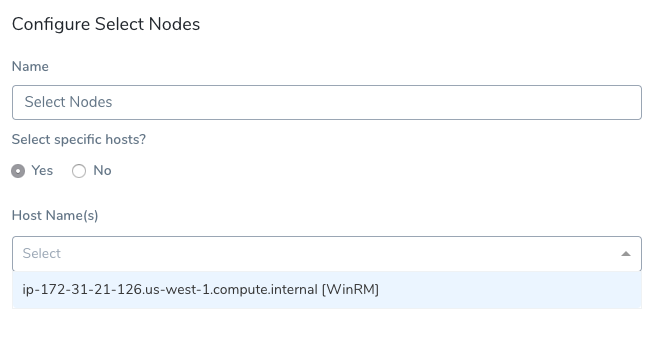 Configure Select Nodes
Name
Select Nodes
Select specific hosts?
Yes No
Host Name(s)
Select
ip-172-31-21-126.us-west-1.compute.internal [WinRM]